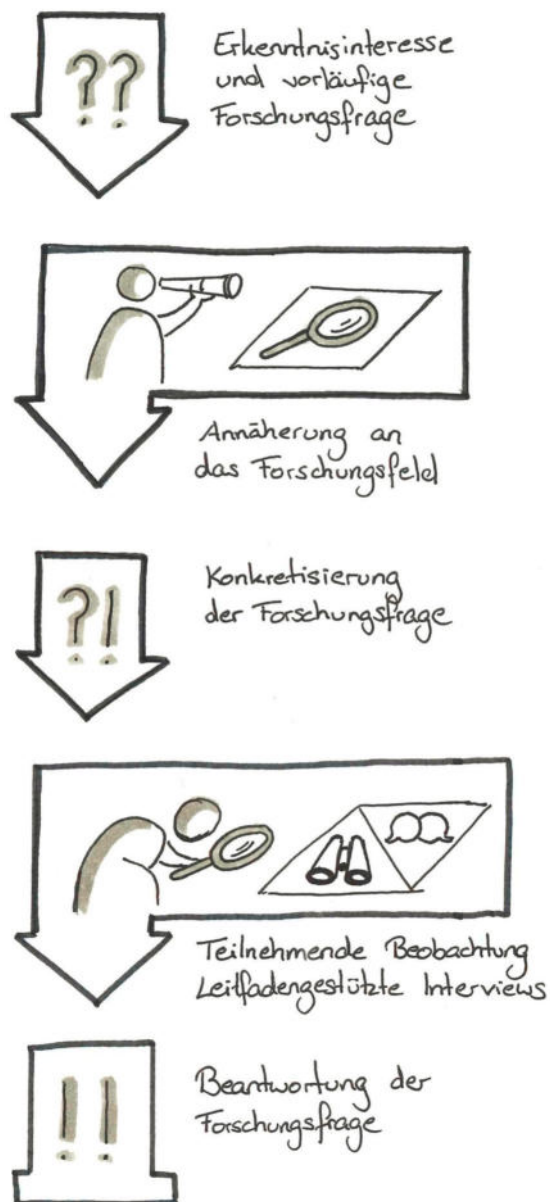 ??
Erkenntnisinteresse
und vorläufige
Forschungsfrage
Annäherung an
das Forschungsfeld
?!
Konkretisierung
der Forschungsfrage
Teilnehmende Beobachtung
Leitfadengestützte Interviews
!!
Beantwortung der
Forschungsfrage